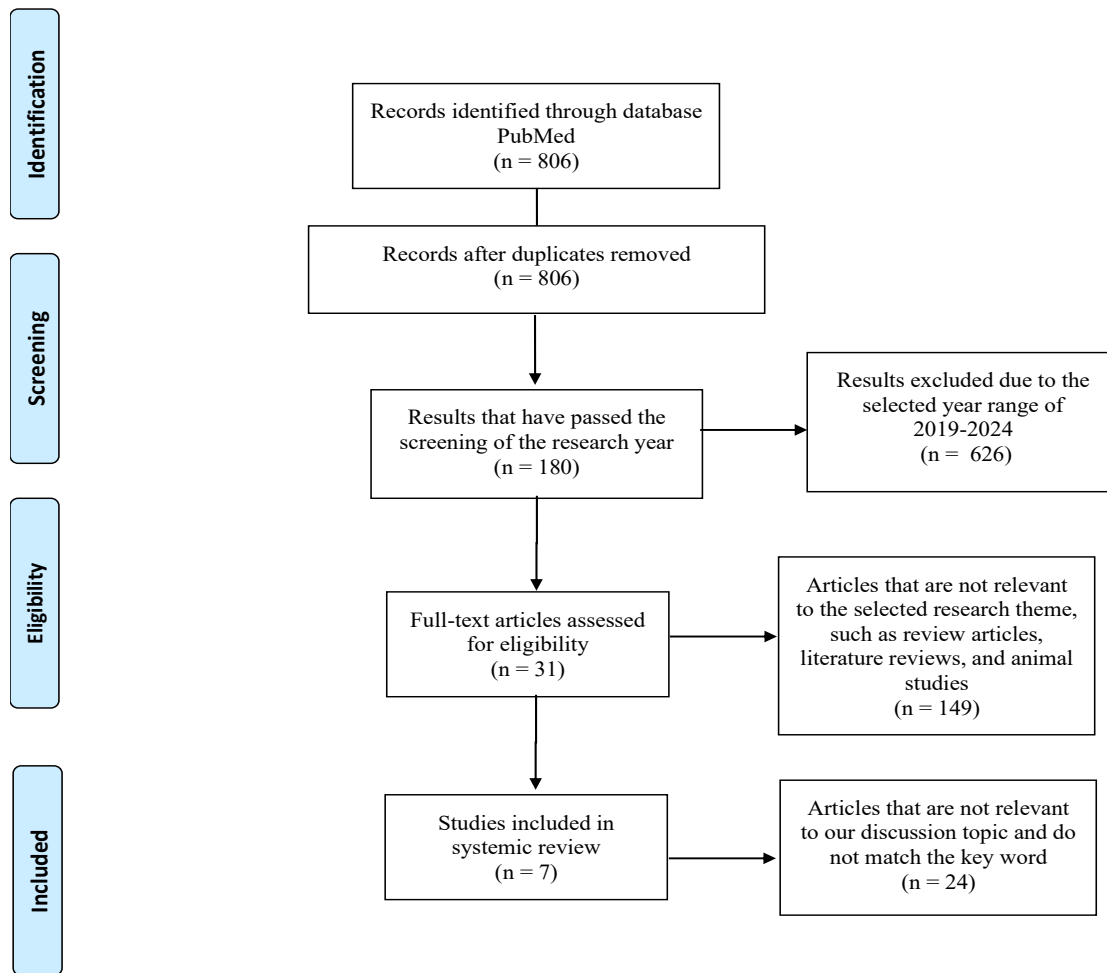 Identification
Records identified through database
PubMed
(n = 806)
Records after duplicates removed
(n = 806)
Screening
Results that have passed the
screening of the research year
(n = 180)
Results excluded due to the
selected year range of
2019-2024
(n =  626)
Eligibility
Full-text articles assessed
for eligibility
(n = 31)
Articles that are not relevant
to the selected research theme,
such as review articles,
literature reviews, and animal
studies
(n = 149)
Included
Studies included in
systemic review
(n = 7)
Articles that are not relevant
to our discussion topic and do
not match the key word
(n = 24)